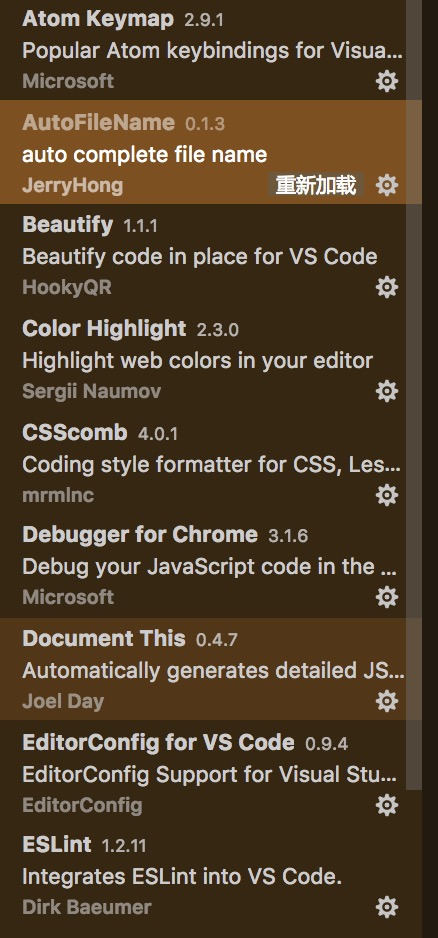 Atom Keymap 2.9.1
Popular Atom keybindings for Visua...
Microsoft
AutoFileName 0.1.3
auto complete file name
JerryHong 重新加载
Beautify 1.1.1
Beautify code in place for VS Code
HookyQR
Color Highlight 2.3.0
Highlight web colors in your editor
Sergii Naumov
CSScomb 4.0.1
Coding style formatter for CSS, Les...
mrmlnc
Debugger for Chrome 3.1.6
Debug your JavaScript code in the ...
Microsoft
Document This 0.4.7
Automatically generates detailed JS...
Joel Day
EditorConfig for VS Code 0.9.4
EditorConfig Support for Visual Stu...
EditorConfig
ESLint 1.2.11
Integrates ESLint into VS Code.
Dirk Baeumer